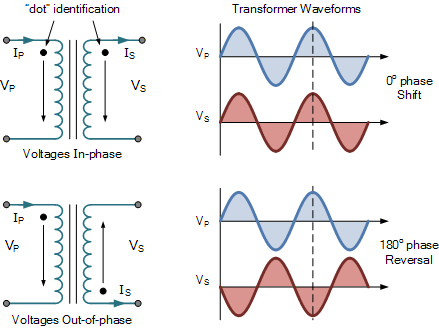 “dot” identification
Transformer Waveforms
IP
IS
VP
VS
Voltages In-phase
VP
VS
0° phase
Shift
IP
VP
VS
IS
Voltages Out-of-phase
VP
VS
180° phase
Reversal